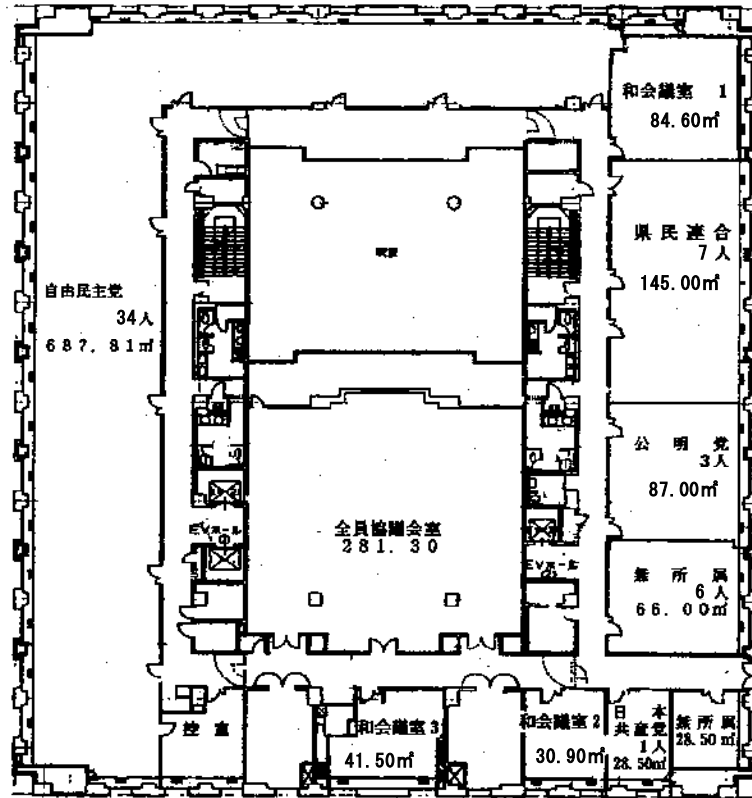 和会議室 1
84.60㎡
県民連合
7人
145.00㎡
自由民主党
34人
687.81㎡
公明党
3人
87.00㎡
全員協議会室
281.30
EVホール
EVホール
無所属
6人
66.00㎡
控室
和会議室3
41.50㎡
和会議室2
30.90㎡
日本
共産党
1人
28.50㎡
無所属
28.50㎡